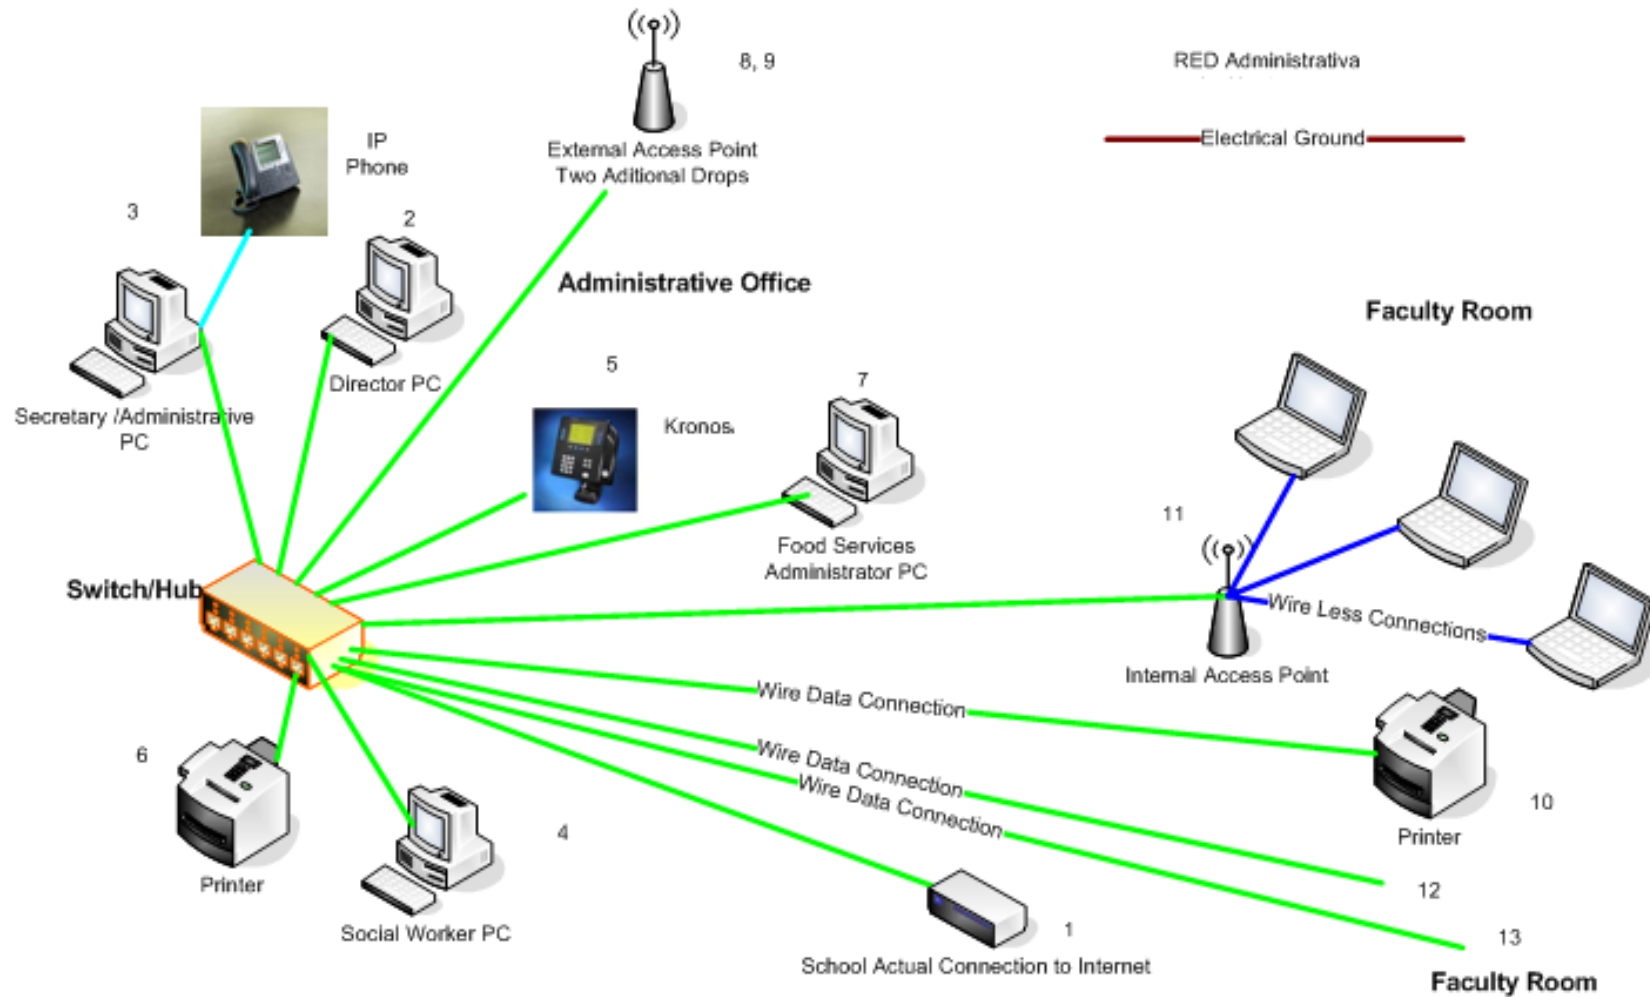 8, 9
RED Administrativa
Electrical Ground
IP
Phone
External Access Point
Two Aditional Drops
3
2
Administrative Office
Faculty Room
Director PC
5
7
Secretary /Administrative
PC
Kronos
11
Food Services
Administrator PC
Switch/Hub
Wire Less Connections
Internal Access Point
Wire Data Connection
6
Wire Data Connection
Wire Data Connection
10
4
Printer
Printer
12
Social Worker PC
1
13
School Actual Connection to Internet
Faculty Room